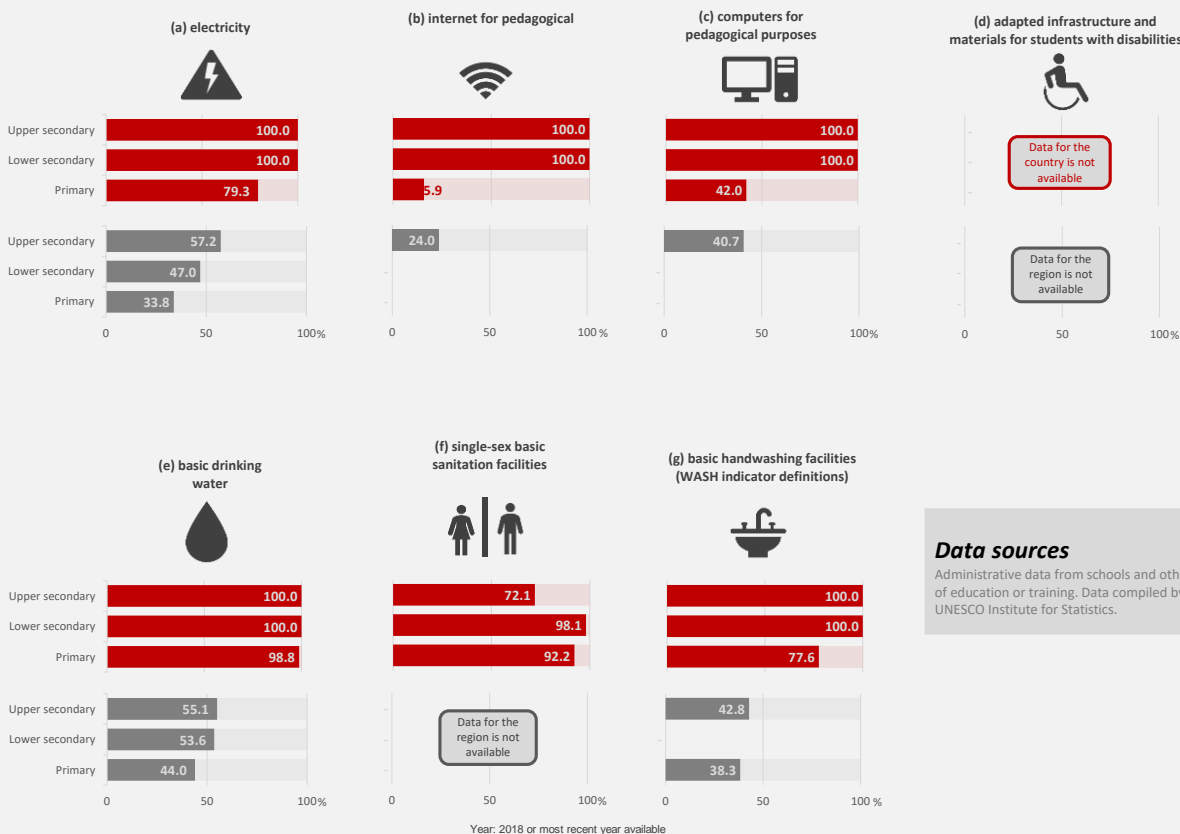 (a) electricity
(b) internet for pedagogical
(c) computers for
pedagogical purposes
(d) adapted infrastructure and
materials for students with disabilities
Upper secondary
100.0
100.0
100.0
Lower secondary
100.0
100.0
100.0
Primary
79.3
5.9
42.0
Data for the
country is not
available
Upper secondary
57.2
24.0
40.7
Lower secondary
47.0
Primary
33.8
Data for the
region is not
available
0 50 100%
0 50 100%
0 50 100%
0 50 100%
(e) basic drinking
water
(f) single-sex basic
sanitation facilities
(g) basic handwashing facilities
(WASH indicator definitions)
Upper secondary
100.0
72.1
100.0
Lower secondary
100.0
98.1
100.0
Primary
98.8
92.2
77.6
Upper secondary
55.1
42.8
Lower secondary
53.6
Primary
44.0
38.3
Data for the
region is not
available
0 50 100%
0 50 100%
0 50 100%
Data sources
Administrative data from schools and oth
of education or training. Data compiled by
UNESCO Institute for Statistics.
Year: 2018 or most recent year available